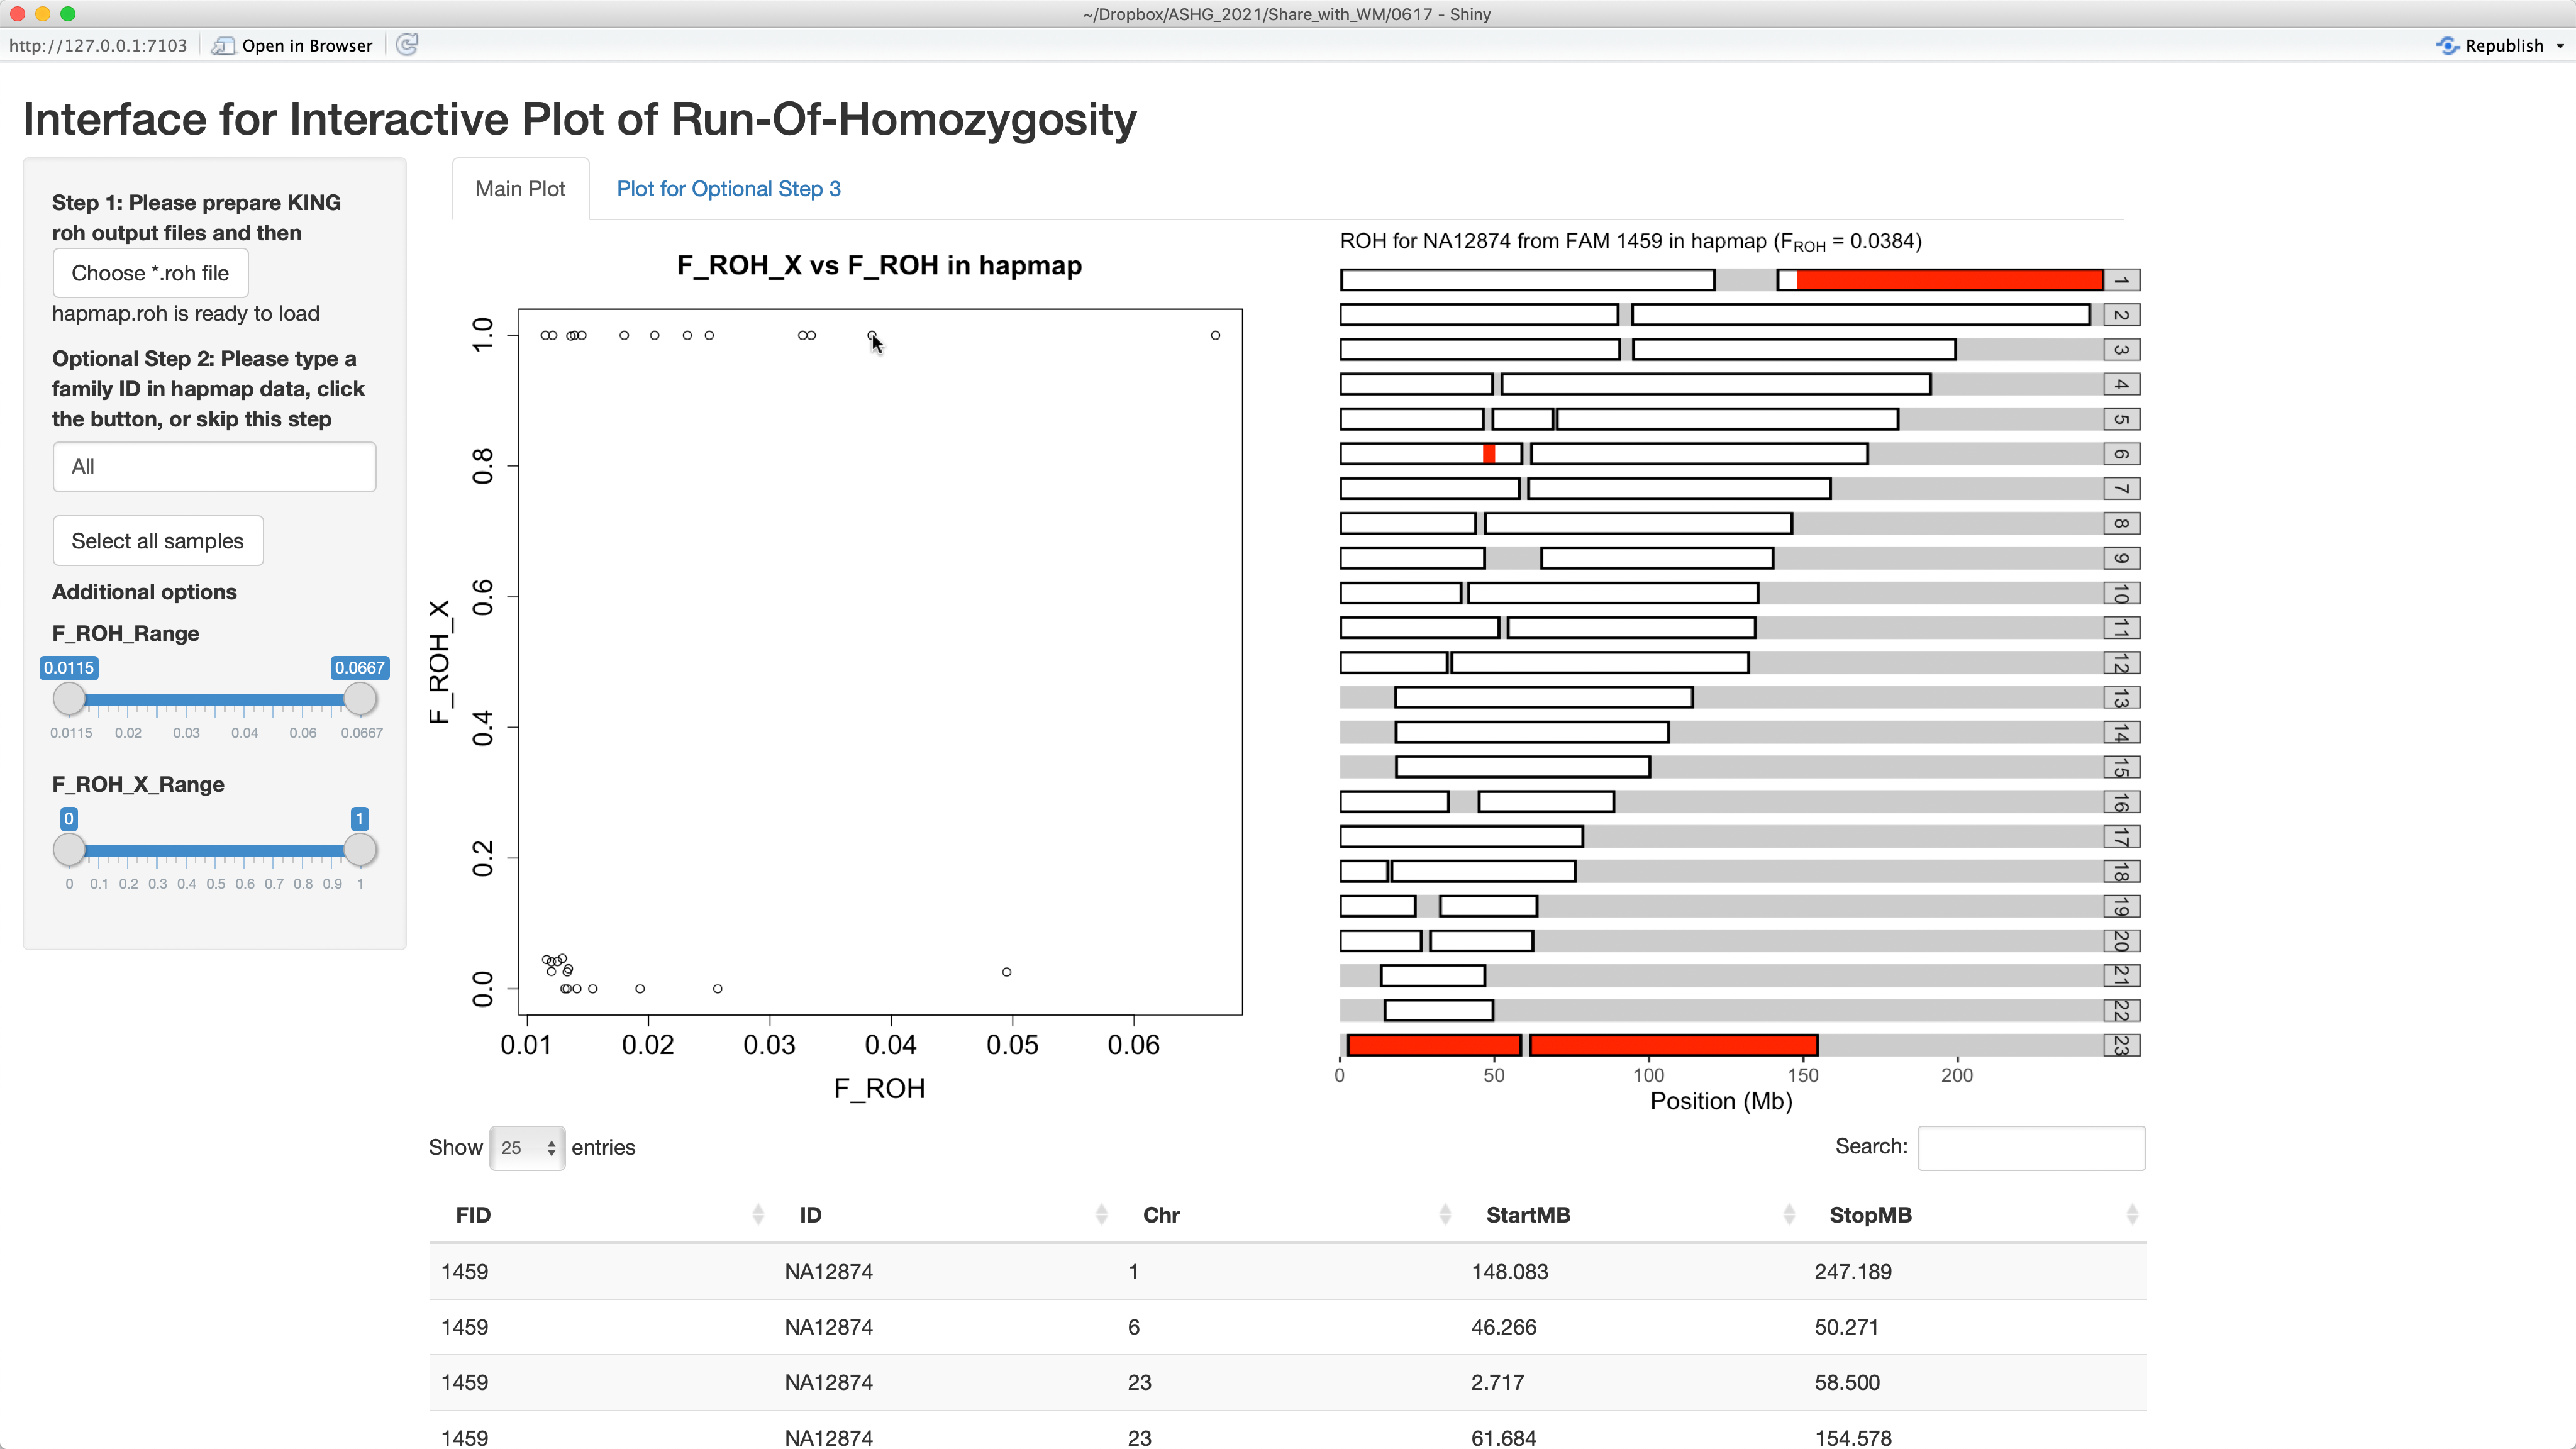 ~/Dropbox/ASHG_2021/Share_with_WM/0617 - Shiny
http://127.0.0.1:7103
Open in Browser
Republish
Interface for Interactive Plot of Run-Of-Homozygosity
Step 1: Please prepare KING
roh output files and then
Choose *.roh file
hapmap.roh is ready to load
Optional Step 2: Please type a
family ID in hapmap data, click
the button, or skip this step
All
Select all samples
Additional options
F_ROH_Range
0.0115 0.0667
0.0115 0.02 0.03 0.04 0.06 0.0667
F_ROH_X_Range
0 1
0 0.1 0.2 0.3 0.4 0.5 0.6 0.7 0.8 0.9 1
Main Plot
Plot for Optional Step 3
F_ROH_X vs F_ROH in hapmap
F_ROH_X
1.0
0.8
0.6
0.4
0.2
0.0
0.01 0.02 0.03 0.04 0.05 0.06
F_ROH
ROH for NA12874 from FAM 1459 in hapmap (FROH = 0.0384)
1
2
3
4
5
6
7
8
9
10
11
12
13
14
15
16
17
18
19
20
21
22
23
0 50 100 150 200
Position (Mb)
Show 25 entries
Search:
FID ID Chr StartMB StopMB
1459 NA12874 1 148.083 247.189
1459 NA12874 6 46.266 50.271
1459 NA12874 23 2.717 58.500
1459 NA12874 23 61.684 154.578